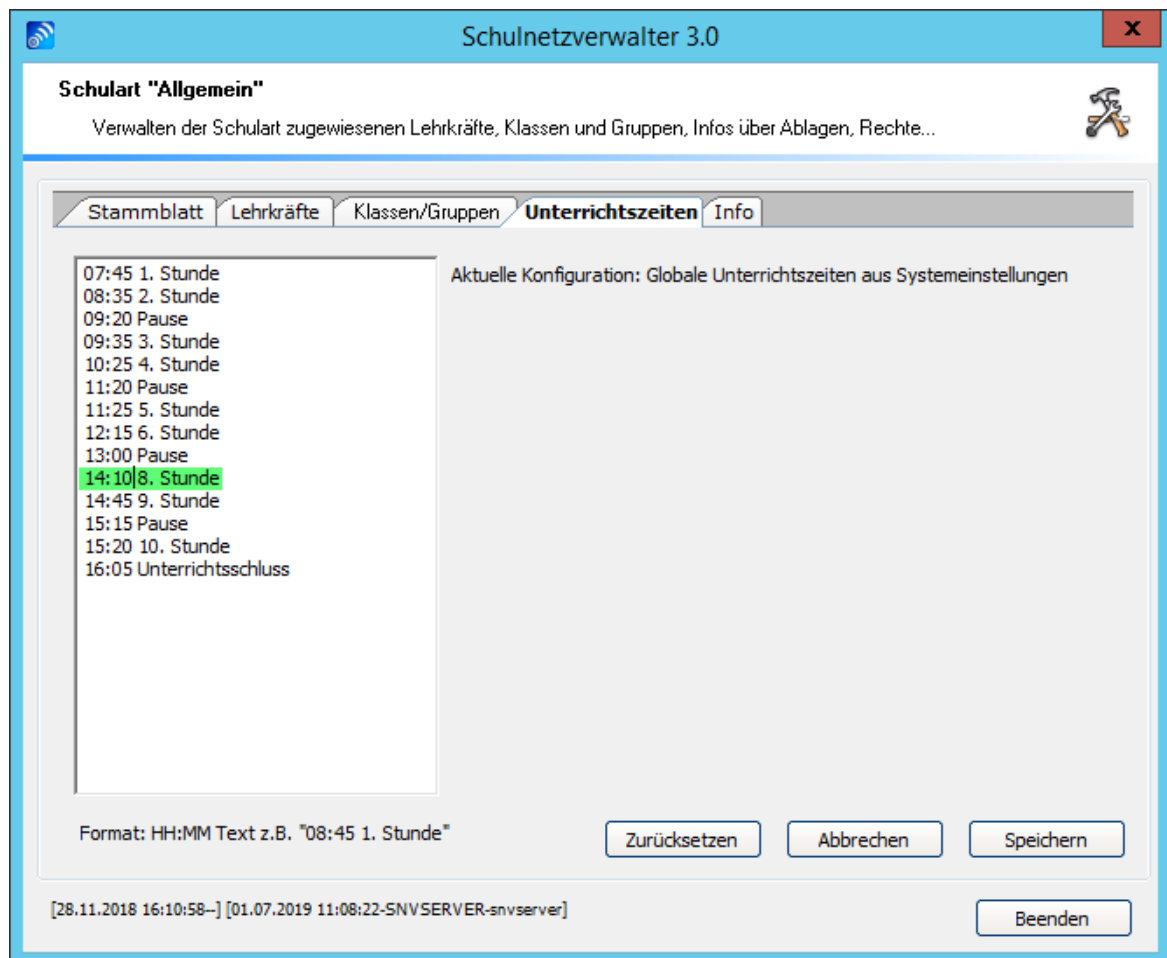 Schulnetzverwalter 3.0
x
Schulart "Allgemein"
Verwalten der Schulart zugewiesenen Lehrkräfte, Klassen und Gruppen, Infos über Ablagen, Rechte...
Stammblatt Lehrkräfte Klassen/Gruppen Unterrichtszeiten Info
07:45 1. Stunde
08:35 2. Stunde
09:20 Pause
09:35 3. Stunde
10:25 4. Stunde
11:20 Pause
11:25 5. Stunde
12:15 6. Stunde
13:00 Pause
14:10 8. Stunde
14:45 9. Stunde
15:15 Pause
15:20 10. Stunde
16:05 Unterrichtsschluss
Aktuelle Konfiguration: Globale Unterrichtszeiten aus Systemeinstellungen
Format: HH:MM Text z.B. "08:45 1. Stunde"
Zurücksetzen Abbrechen Speichern
[28.11.2018 16:10:58--] [01.07.2019 11:08:22-SNVSERVER-snvserver]
Beenden